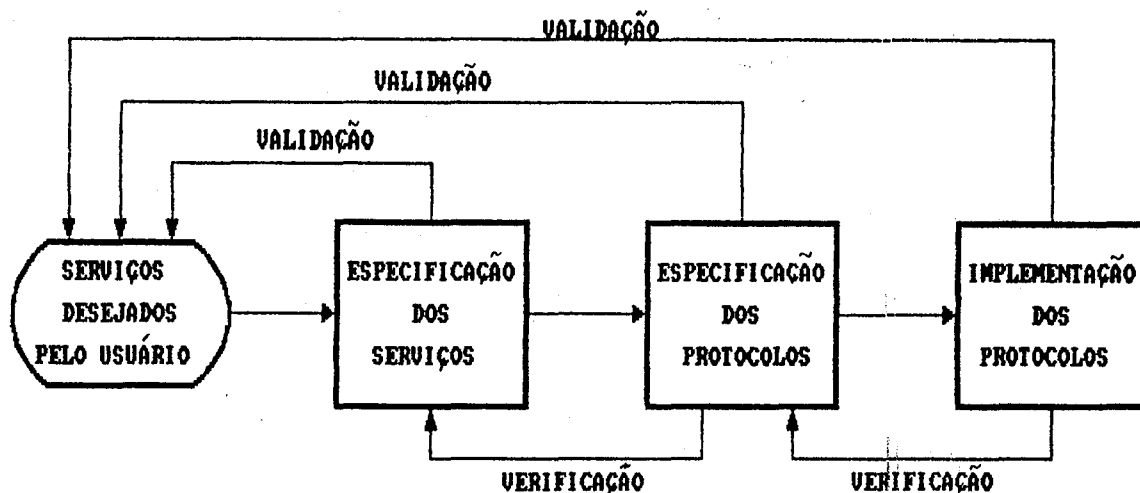 VALIDAÇÃO
VALIDAÇÃO
VALIDAÇÃO
SERVIÇOS
DESEJADOS
PELO USUÁRIO
ESPECIFICAÇÃO
DOS
SERVIÇOS
ESPECIFICAÇÃO
DOS
PROTOCOLOS
IMPLEMENTAÇÃO
DOS
PROTOCOLOS
VERIFICAÇÃO
VERIFICAÇÃO